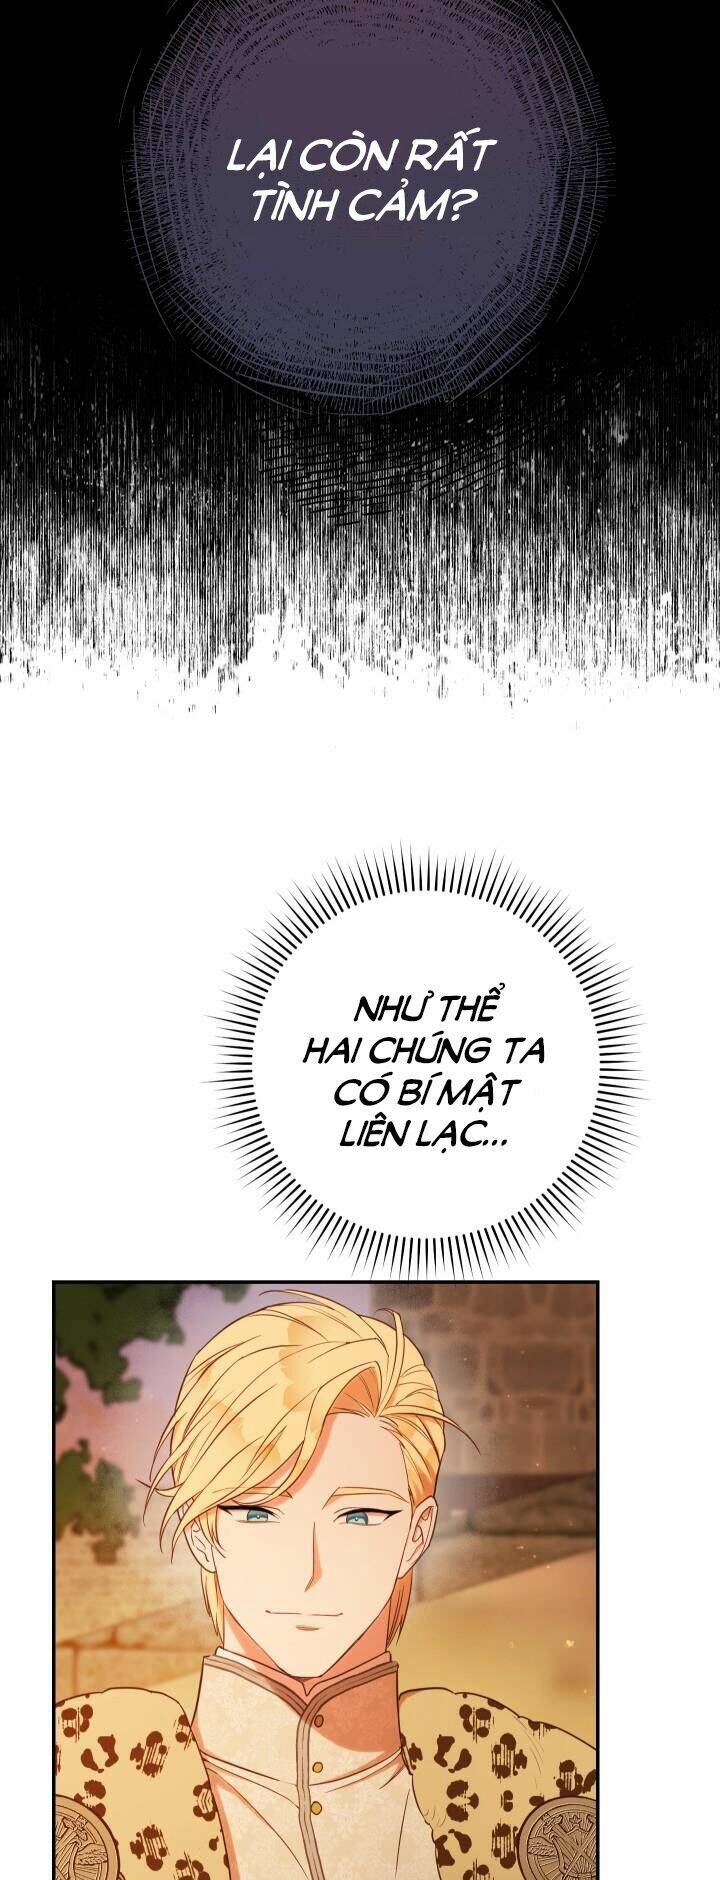 LẠI CÒN RẤT
TÌNH CẢM?
NHƯ THỂ
HAI CHÚNG TA
CÓ BÍ MẬT
LIÊN LẠC...